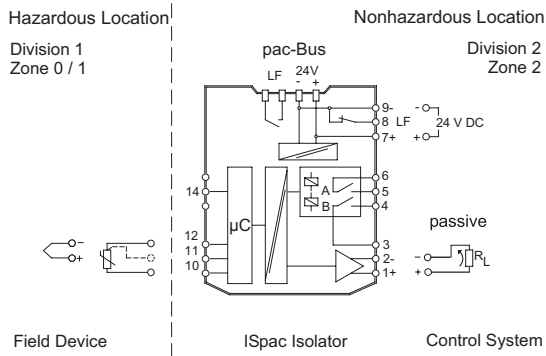 Hazardous Location
Nonhazardous Location
Division 1
Zone 0 / 1
pac-Bus
Division 2
Zone 2
LF
24V
- +
9-
8 LF
7+
-
+
24 V DC
6
5
4
A
B
14
µC
12
11
10
3
2-
1+
passive
-
+
R_L
-
+
Field Device
ISpac Isolator
Control System